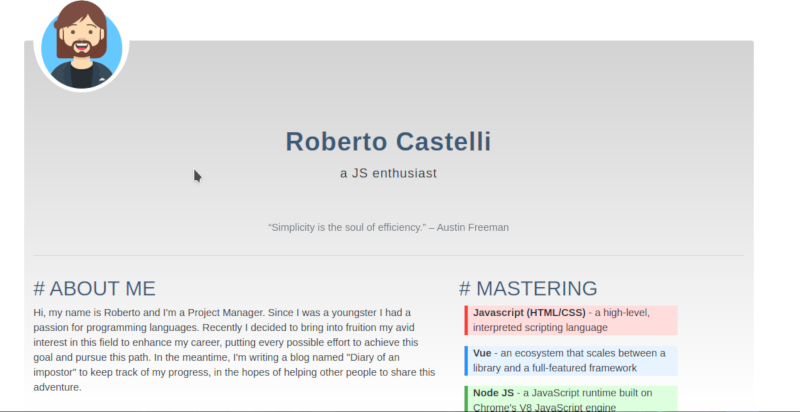 Roberto Castelli
a JS enthusiast
“Simplicity is the soul of efficiency.” – Austin Freeman
# ABOUT ME
Hi, my name is Roberto and I'm a Project Manager. Since I was a youngster I had a
passion for programming languages. Recently I decided to bring into fruition my avid
interest in this field to enhance my career, putting every possible effort to achieve this
goal and pursue this path. In the meantime, I'm writing a blog named "Diary of an
impostor" to keep track of my progress, in the hopes of helping other people to share this
adventure.
# MASTERING
Javascript (HTML/CSS) - a high-level,
interpreted scripting language
Vue - an ecosystem that scales between a
library and a full-featured framework
Node JS - a JavaScript runtime built on
Chrome's V8 JavaScript engine